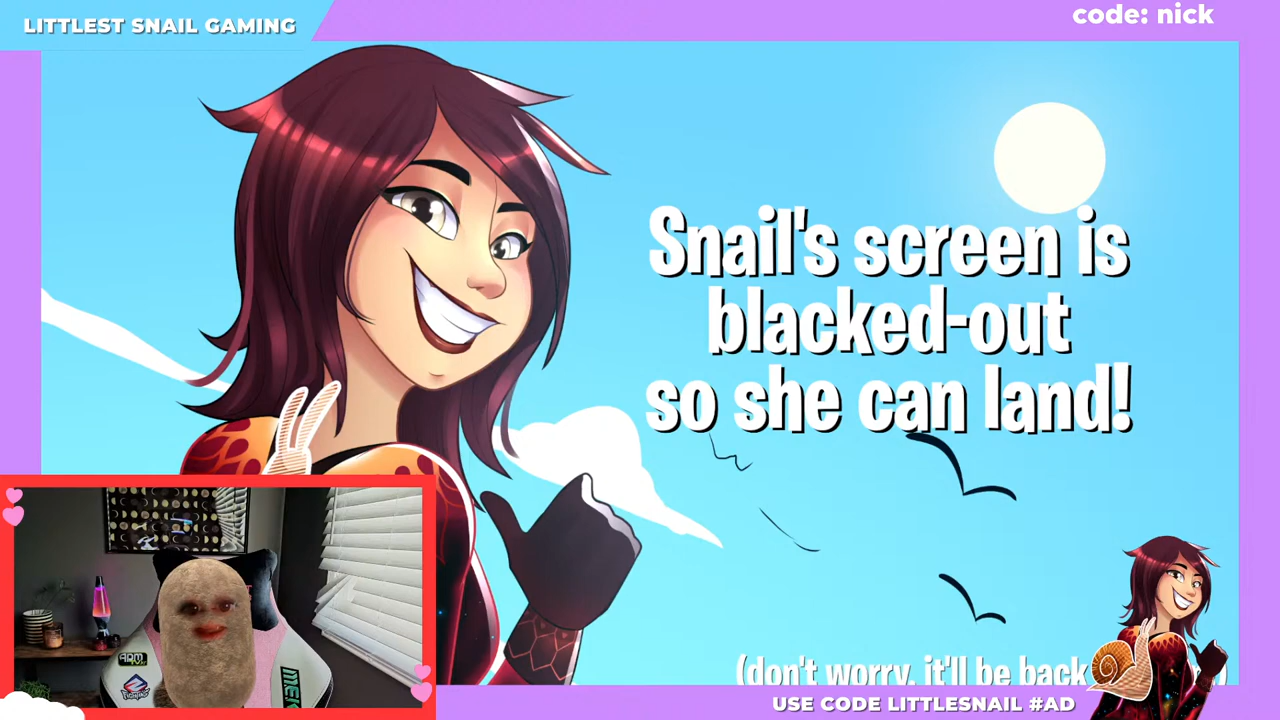 LITTLEST SNAIL GAMING
code: nick
Snail's screen is
blacked-out
so she can land!
(don't worry, it'll be back
USE CODE LITTLESNAIL #AD